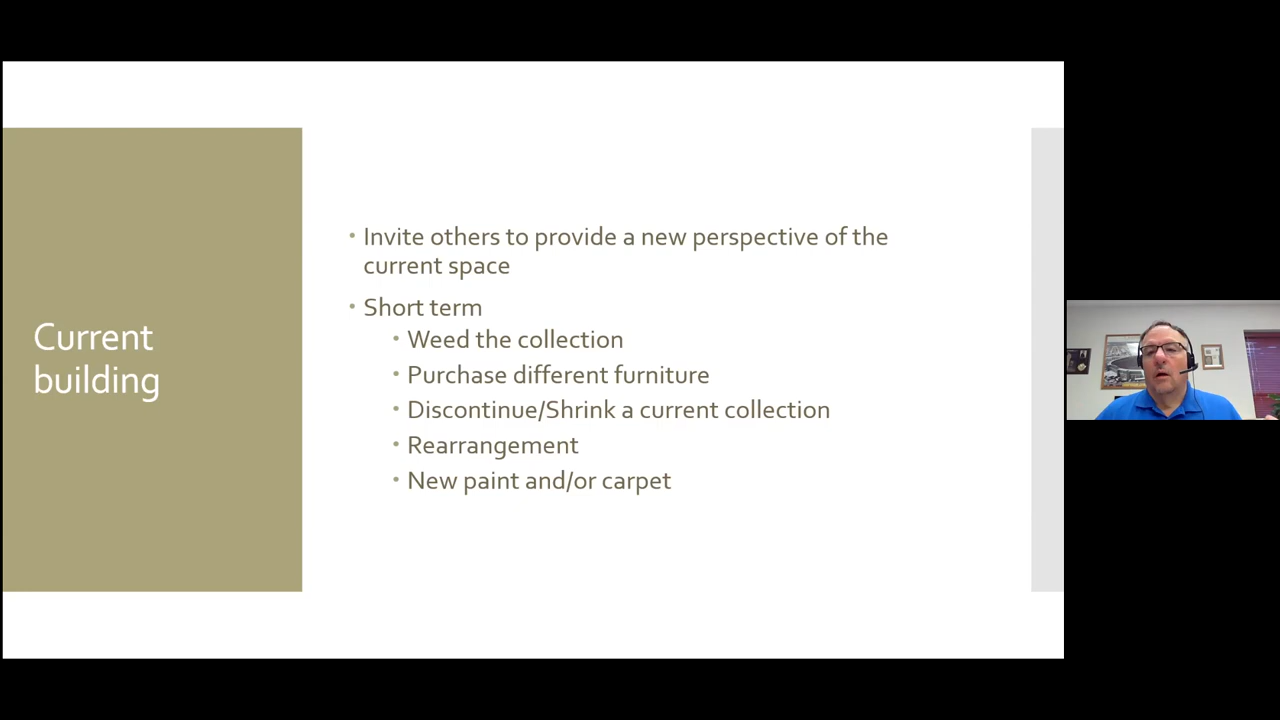 Current
building
• Invite others to provide a new perspective of the
current space
• Short term
• Weed the collection
• Purchase different furniture
• Discontinue/Shrink a current collection
• Rearrangement
• New paint and/or carpet